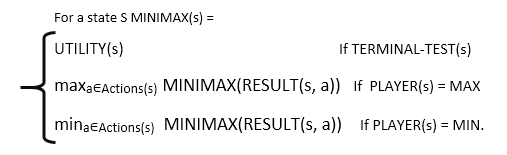 For a state S MINIMAX(s) =
UTILITY(s) If TERMINAL-TEST(s)
maxa∈Actions(s) MINIMAX(RESULT(s, a)) If PLAYER(s) = MAX
mina∈Actions(s) MINIMAX(RESULT(s, a)) If PLAYER(s) = MIN.